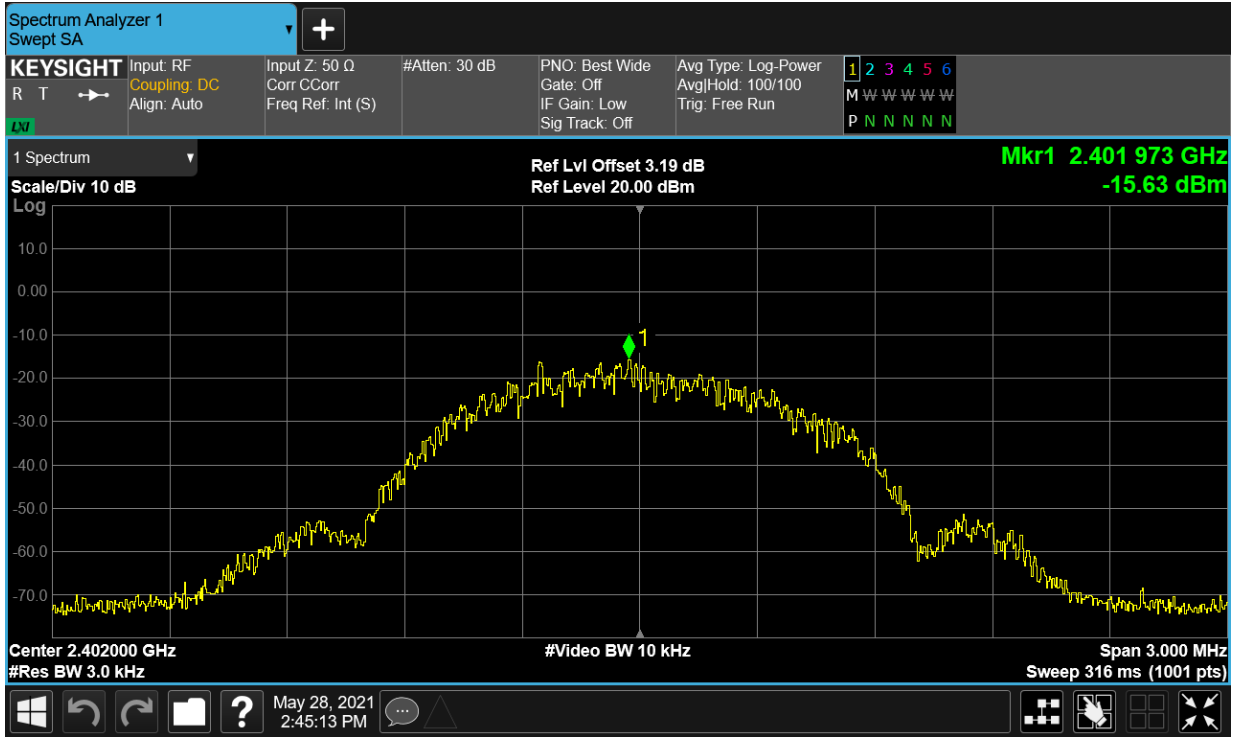 Spectrum Analyzer 1
Swept SA
+
KEYSIGHT
R T
LXI
Input: RF
Coupling: DC
Align: Auto
Input Z: 50 Ω
Corr CCorr
Freq Ref: Int (S)
#Atten: 30 dB
PNO: Best Wide
Gate: Off
IF Gain: Low
Sig Track: Off
Avg Type: Log-Power
Avg|Hold: 100/100
Trig: Free Run
1 2 3 4 5 6
M W W W W W
P N N N N N
1 Spectrum
Scale/Div 10 dB
Log
Ref Lvl Offset 3.19 dB
Ref Level 20.00 dBm
Mkr1 2.401 973 GHz
-15.63 dBm
10.0
0.00
-10.0
1
-20.0
-30.0
-40.0
-50.0
-60.0
-70.0
Center 2.402000 GHz
#Video BW 10 kHz
Span 3.000 MHz
#Res BW 3.0 kHz
Sweep 316 ms (1001 pts)
?
May 28, 2021
2:45:13 PM